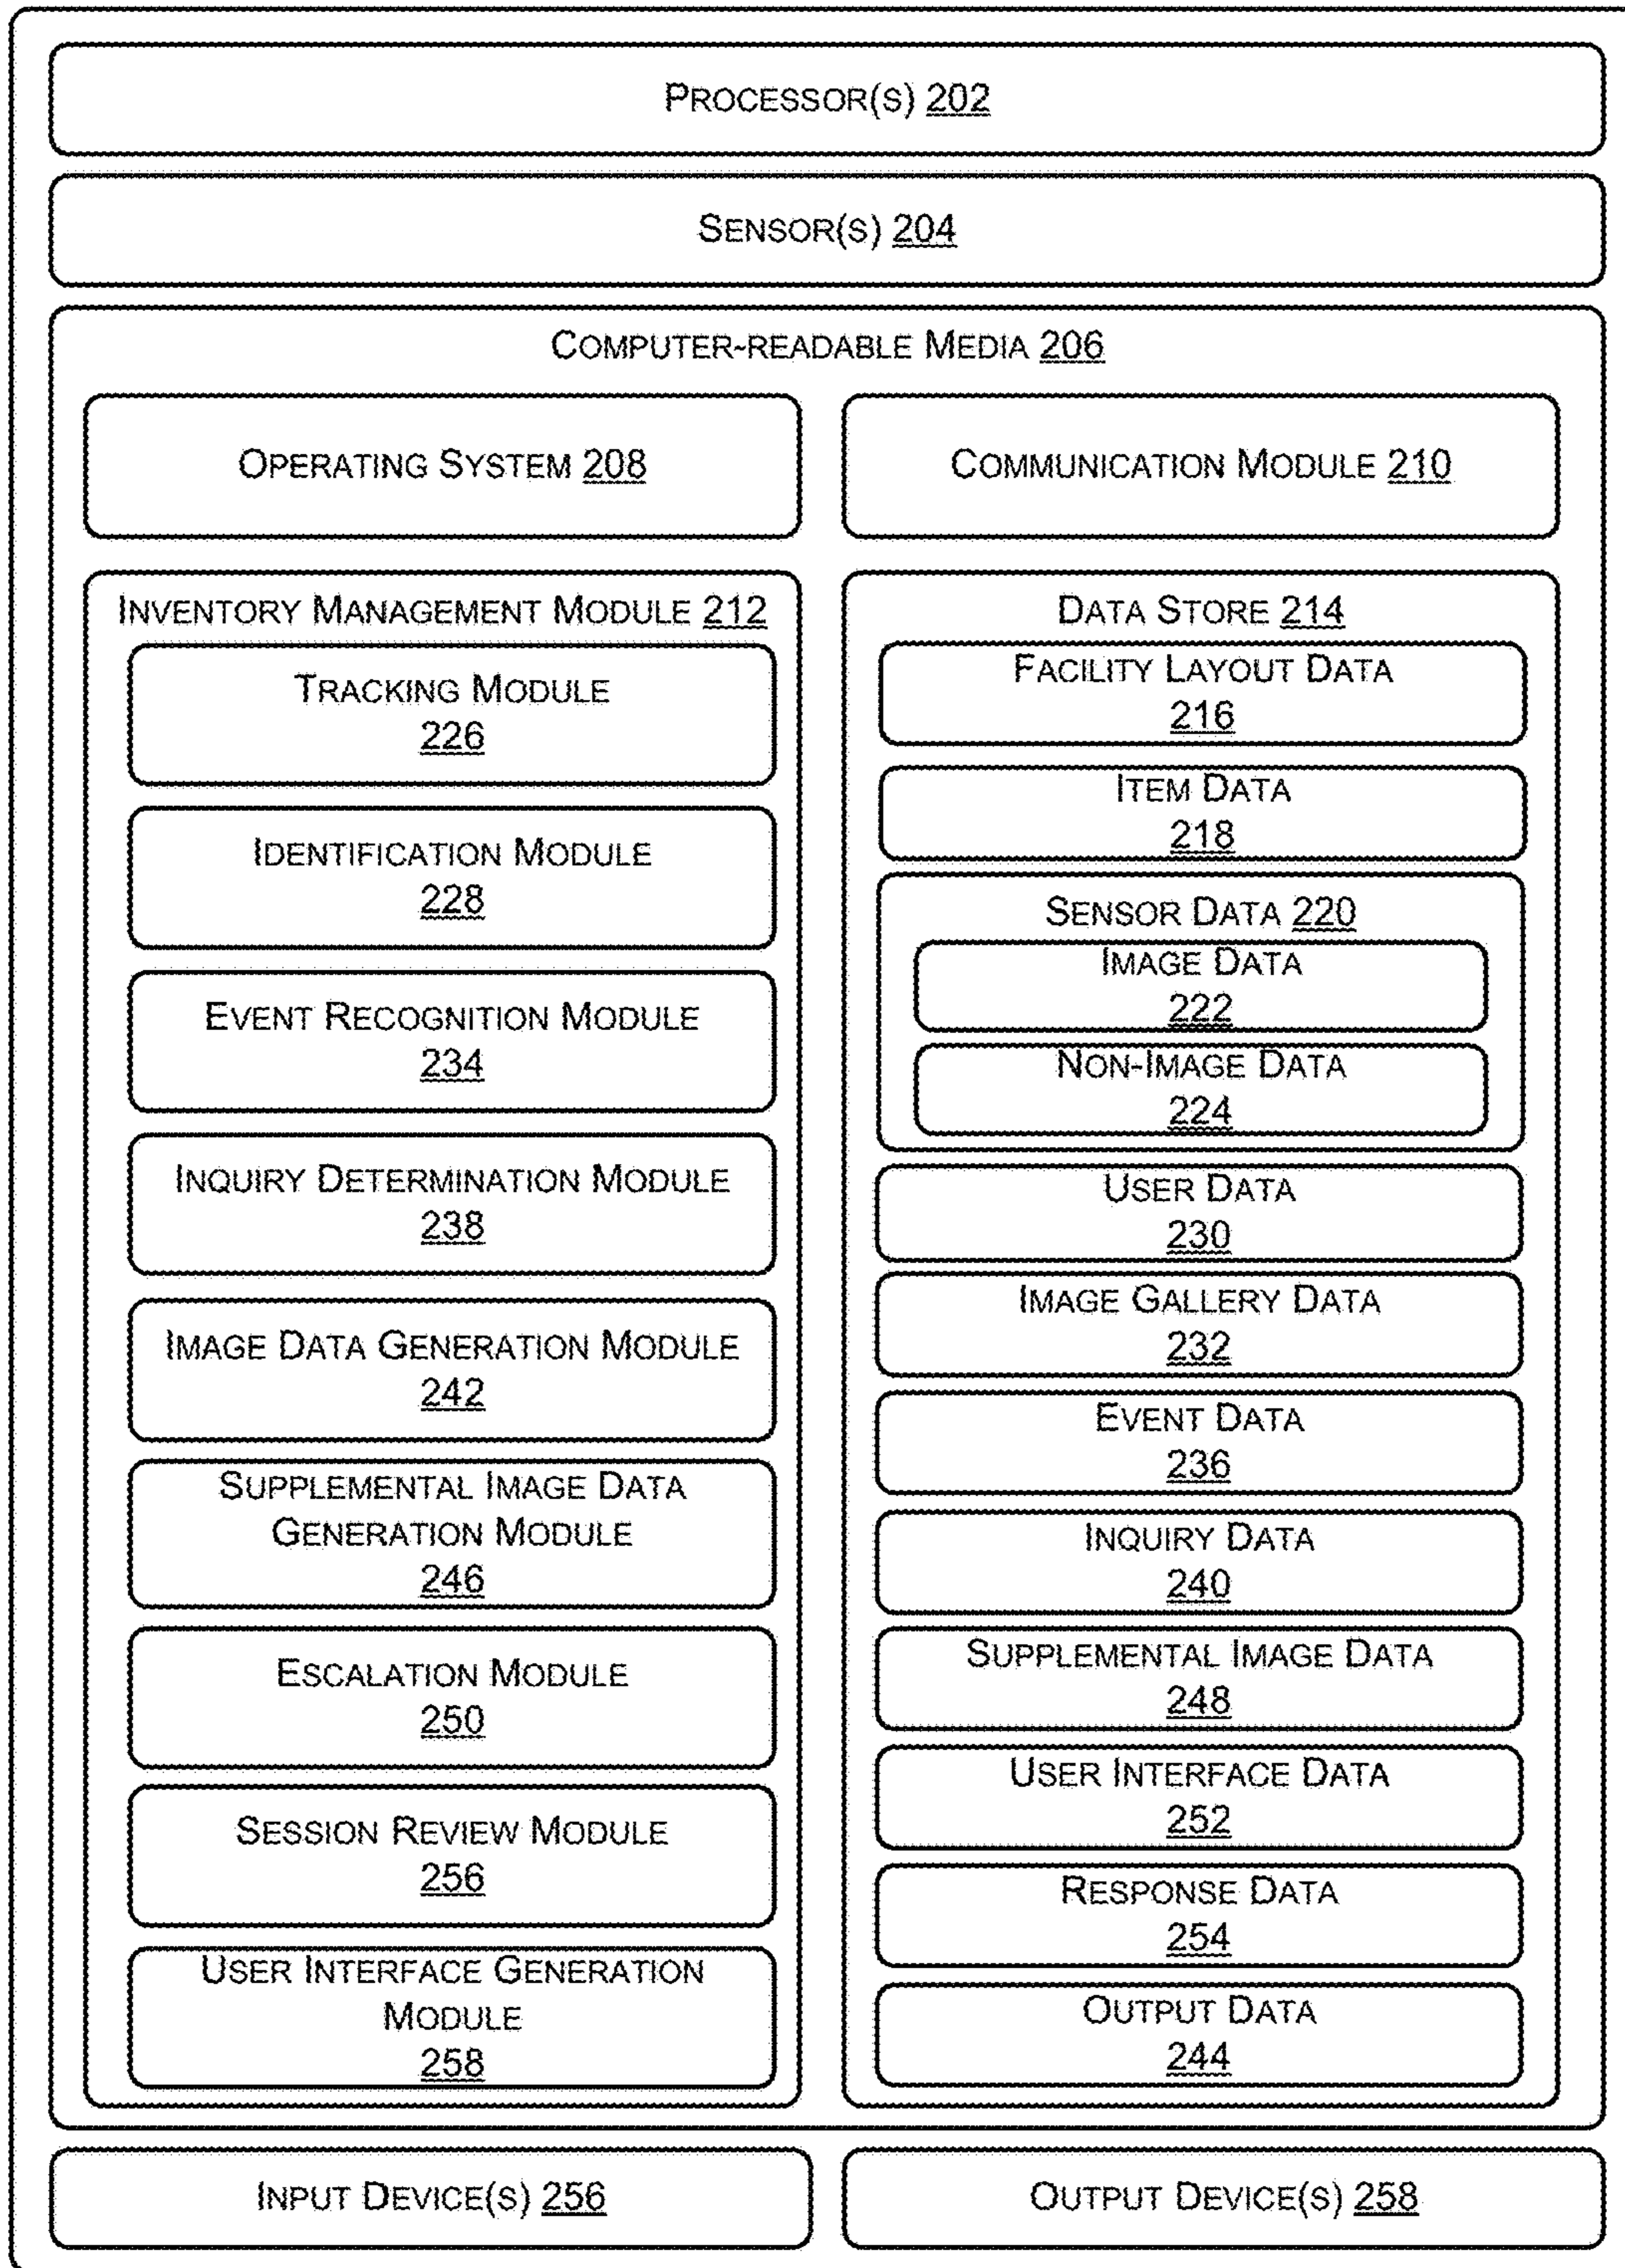 PROCESSOR(S) 202
SENSOR(S) 204
COMPUTER-READABLE MEDIA 206
OPERATING SYSTEM 208
COMMUNICATION MODULE 210
INVENTORY MANAGEMENT MODULE 212
TRACKING MODULE
226
IDENTIFICATION MODULE
228
EVENT RECOGNITION MODULE
234
INQUIRY DETERMINATION MODULE
238
IMAGE DATA GENERATION MODULE
242
SUPPLEMENTAL IMAGE DATA
GENERATION MODULE
246
ESCALATION MODULE
250
SESSION REVIEW MODULE
256
USER INTERFACE GENERATION
MODULE
258
DATA STORE 214
FACILITY LAYOUT DATA
216
ITEM DATA
218
SENSOR DATA 220
IMAGE DATA
222
NON-IMAGE DATA
224
USER DATA
230
IMAGE GALLERY DATA
232
EVENT DATA
236
INQUIRY DATA
240
SUPPLEMENTAL IMAGE DATA
248
USER INTERFACE DATA
252
RESPONSE DATA
254
OUTPUT DATA
244
INPUT DEVICE(S) 256
OUTPUT DEVICE(S) 258